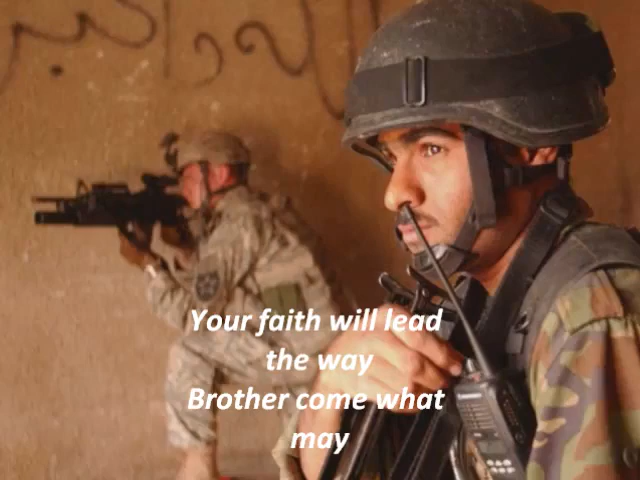 Your faith will lead
the way
Brother come what
may